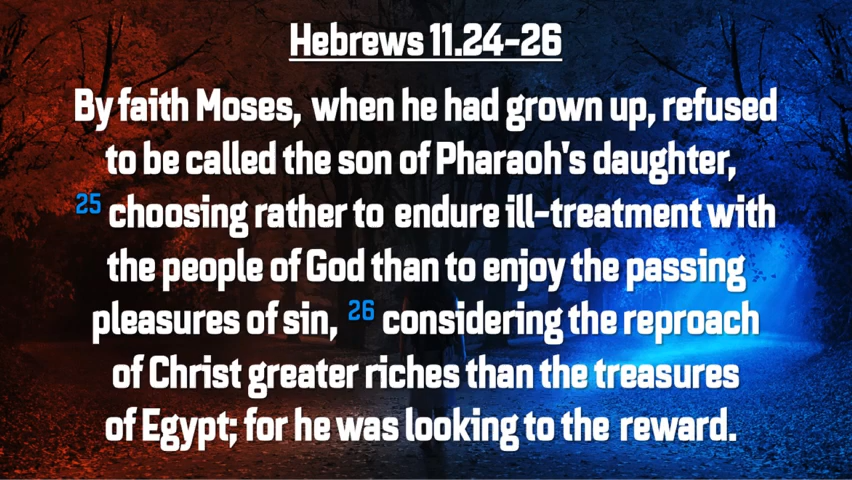 Hebrews 11.24-26
By faith Moses, when he had grown up, refused
to be called the son of Pharaoh's daughter,
25 choosing rather to endure ill-treatment with
the people of God than to enjoy the passing
pleasures of sin, 26 considering the reproach
of Christ greater riches than the treasures
of Egypt; for he was looking to the reward.